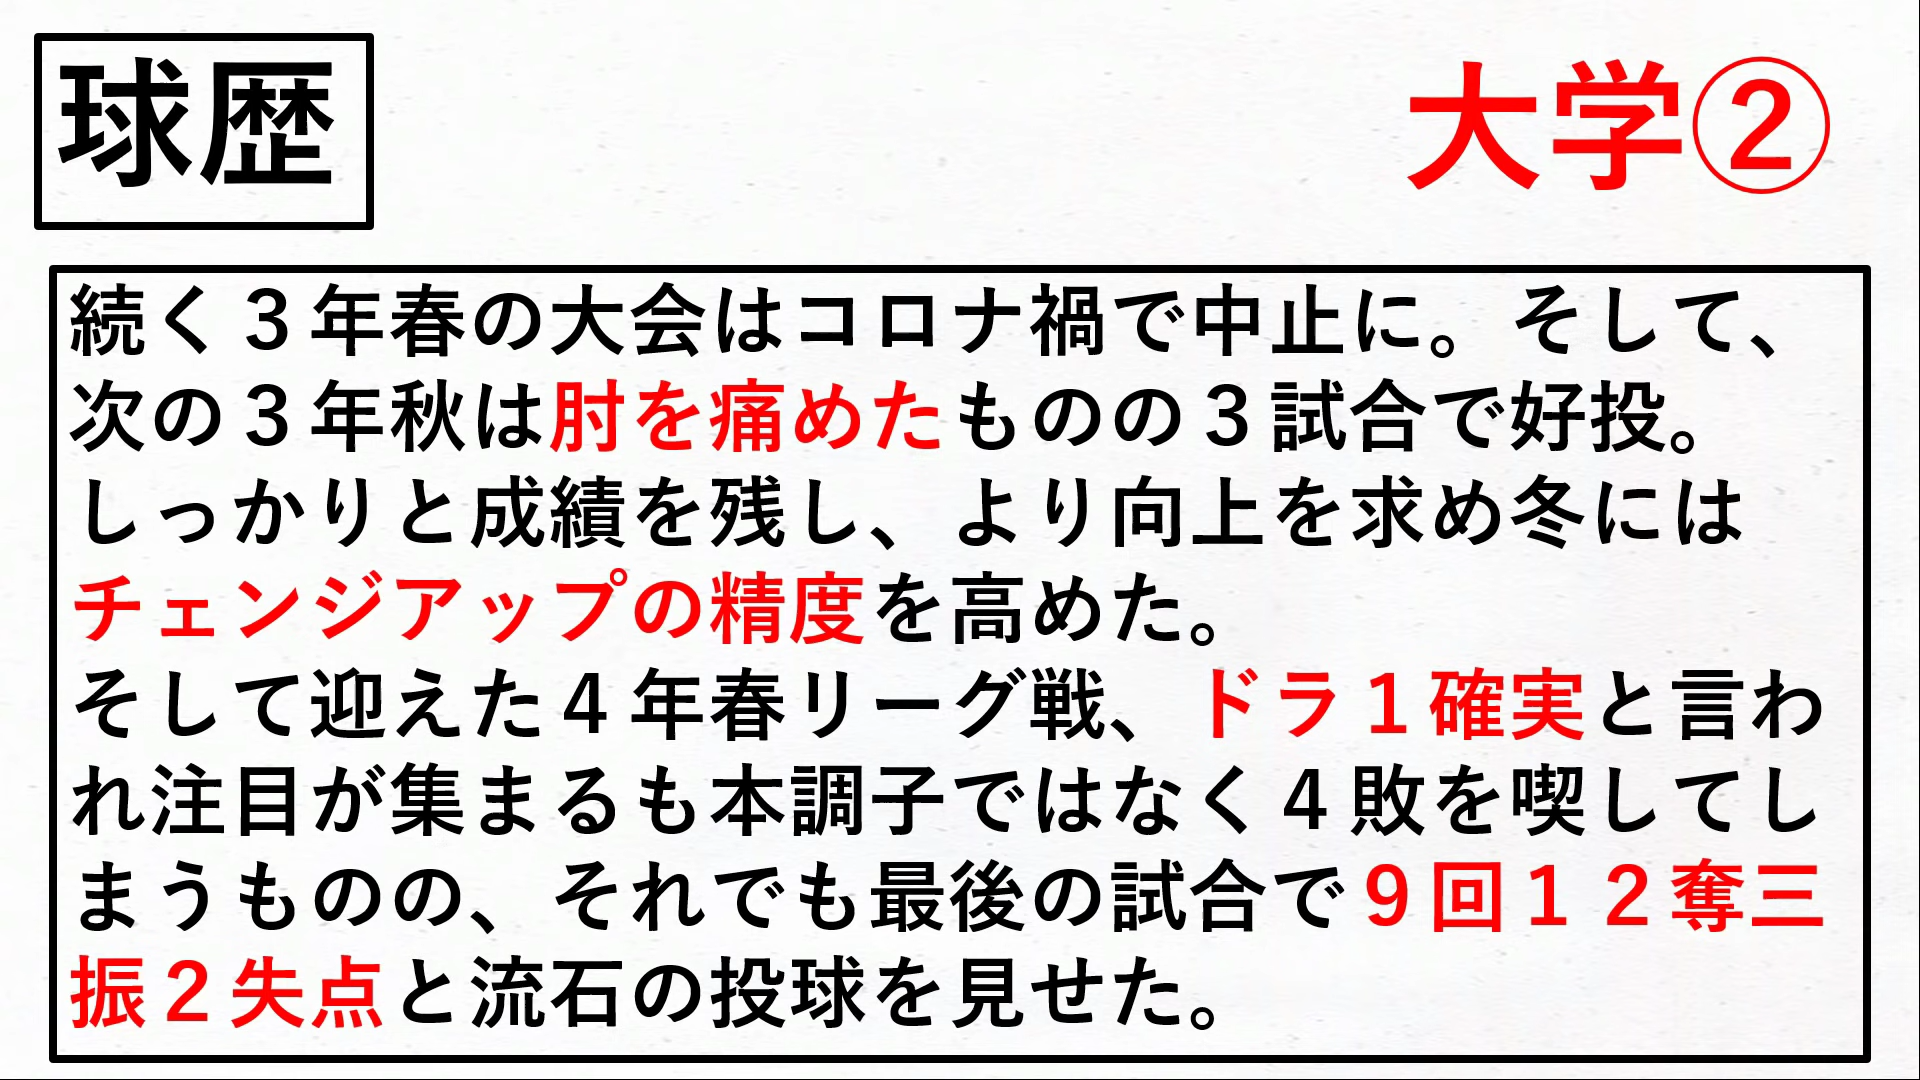 球歴
大学②
続く３年春の大会はコロナ禍で中止に。そして、
次の３年秋は肘を痛めたものの３試合で好投。
しっかりと成績を残し、より向上を求め冬には
チェンジアップの精度を高めた。
そして迎えた４年春リーグ戦、ドラ１確実と言わ
れ注目が集まるも本調子ではなく４敗を喫してし
まうものの、それでも最後の試合で９回１２奪三
振２失点と流石の投球を見せた。